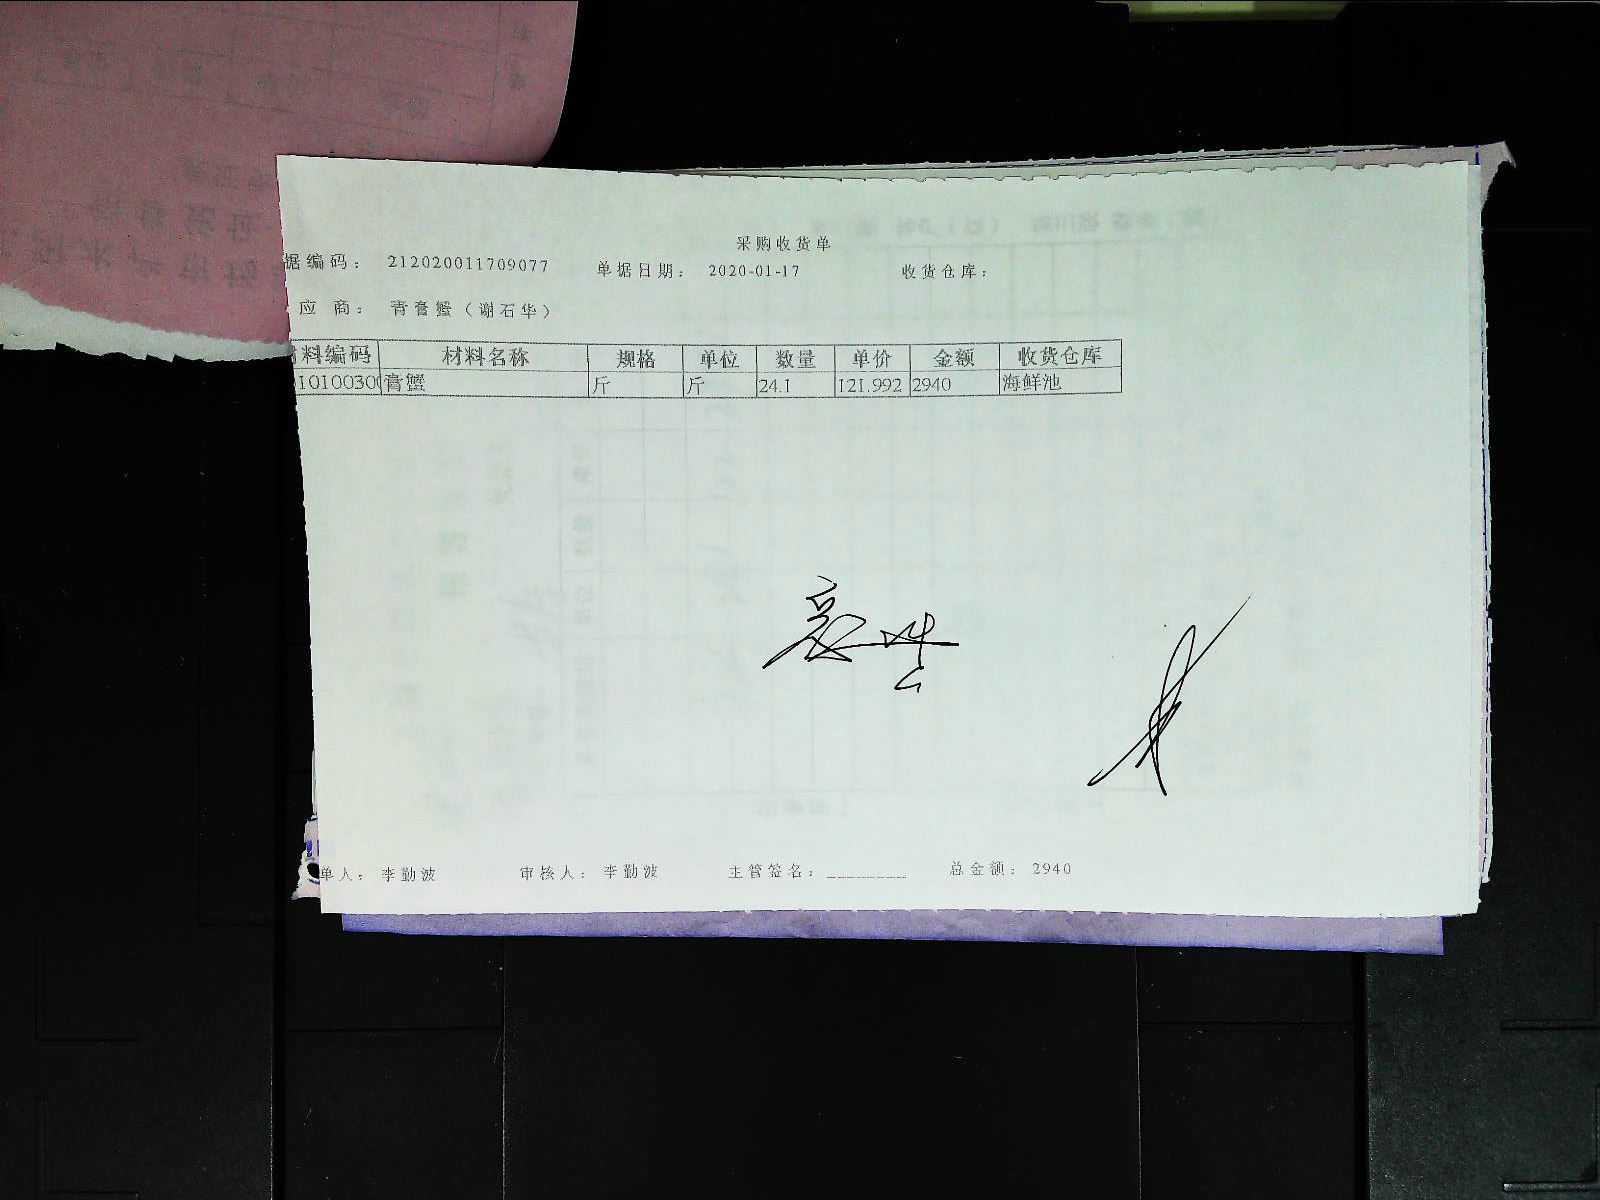 采购收货单
据编码： 212020011709077 单据日期： 2020-01-17 收货仓库：
应 商： 青膏蟹（谢石华）
材料编码 材料名称 规格 单位 数量 单价 金额 收货仓库
10100300 膏蟹 斤 斤 24.1 121.992 2940 海鲜池
单人： 李勤波 审核人： 李勤波 主管签名：________ 总金额： 2940